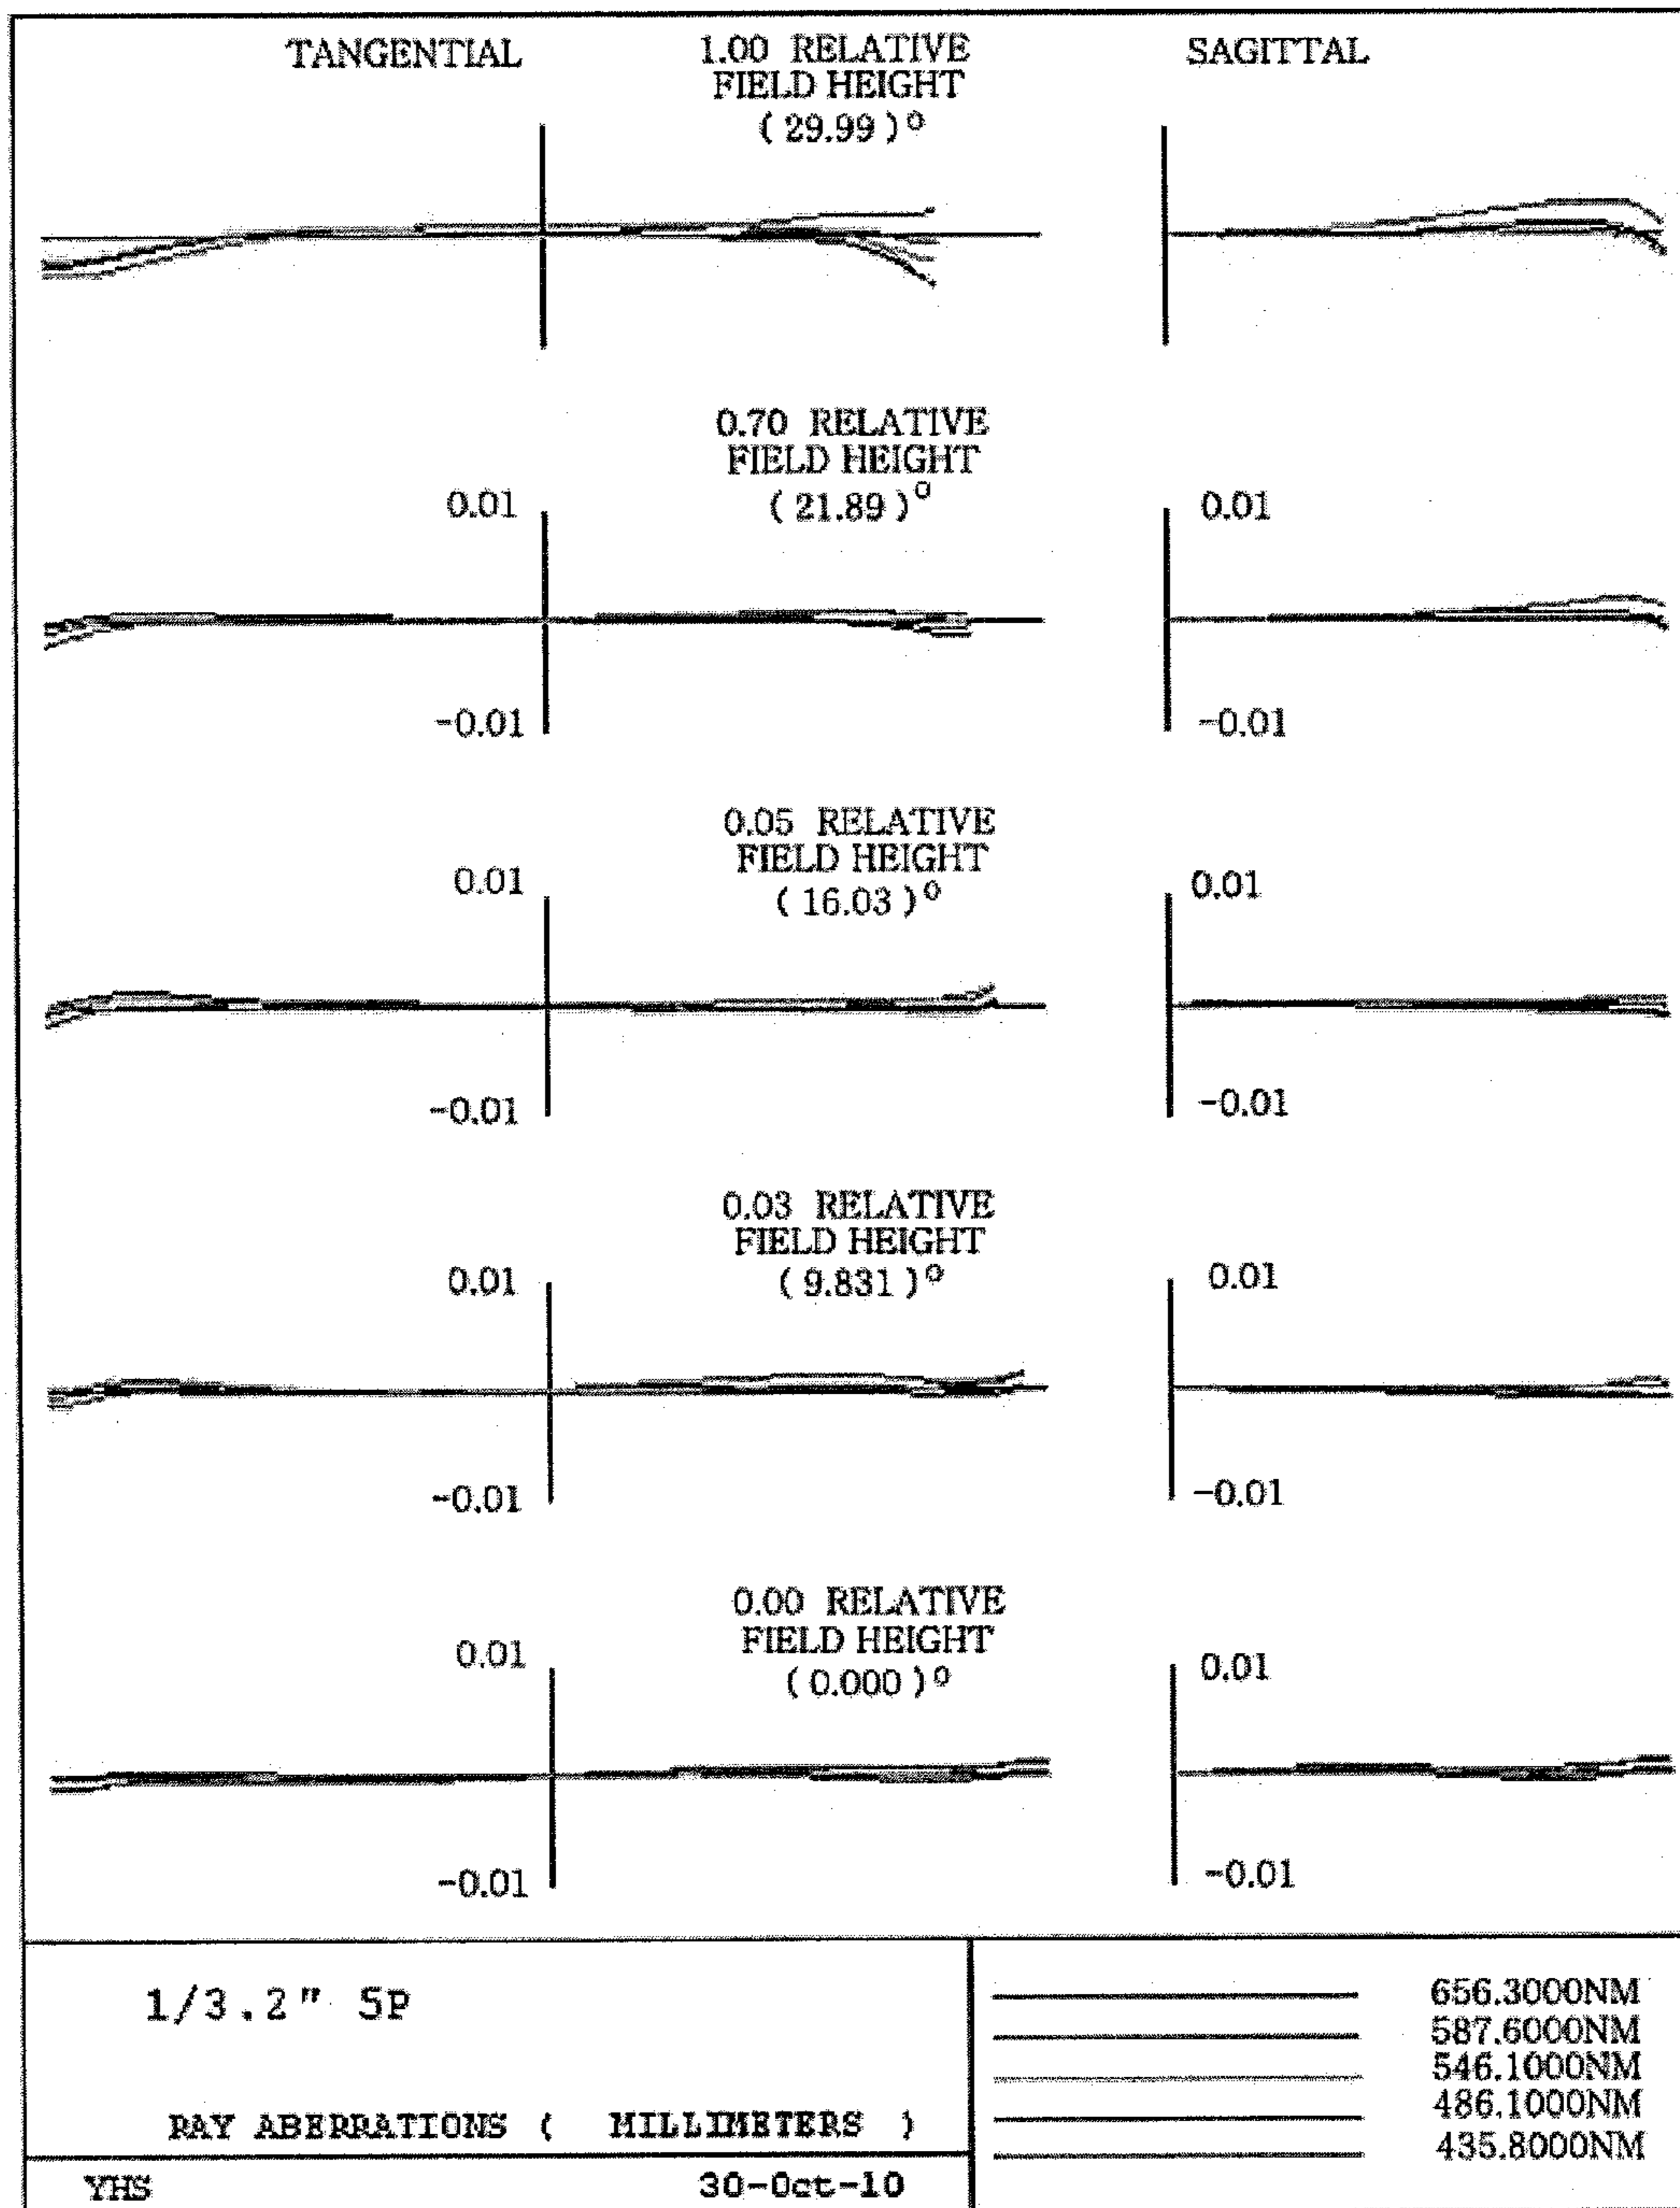 TANGENTIAL
1.00 RELATIVE
FIELD HEIGHT
( 29.99 )°
SAGITTAL
0.70 RELATIVE
FIELD HEIGHT
( 21.89 )°
0.01
0.01
-0.01
-0.01
0.05 RELATIVE
FIELD HEIGHT
( 16.03 )°
0.01
0.01
-0.01
-0.01
0.03 RELATIVE
FIELD HEIGHT
( 9.831 )°
0.01
0.01
-0.01
-0.01
0.00 RELATIVE
FIELD HEIGHT
( 0.000 )°
0.01
0.01
-0.01
-0.01
1/3.2" 5P
RAY ABERRATIONS ( MILLIMETERS )
YHS
30-Oct-10
656.3000NM
587.6000NM
546.1000NM
486.1000NM
435.8000NM